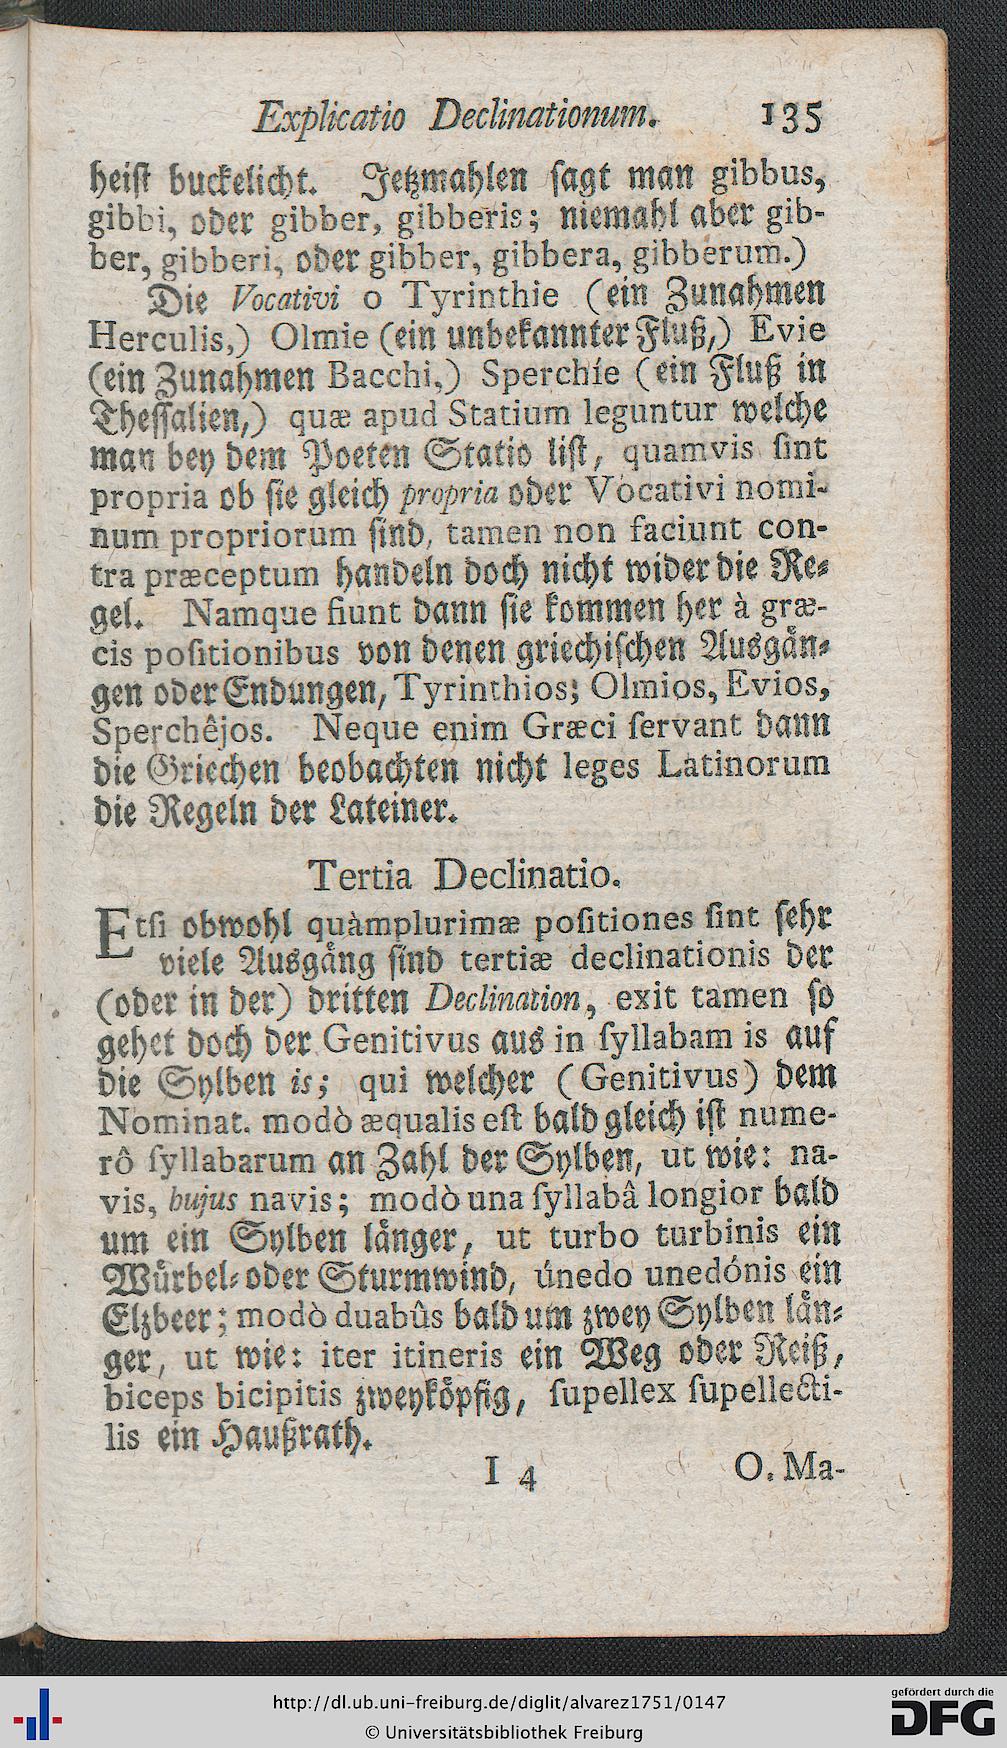 Explicatio Declinationum. 135
heist buckelicht. Jetzmahlen sagt man gibbus,
gibbi, oder gibber, gibberis; niemahl aber gib-
ber, gibberi, oder gibber, gibbera, gibberum.)
Die Vocativi o Tyrinthie (ein Zunahmen
Herculis,) Olmie (ein unbekannter Fluß,) Evie
(ein Zunahmen Bacchi,) Sperchîe (ein Fluß in
Thessalien,) quæ apud Statium leguntur welche
man bey dem Poeten Statio list, quamvis sint
propria ob sie gleich propria oder Vocativi nomi-
num propriorum sind, tamen non faciunt con-
tra præceptum handeln doch nicht wider die Re-
gel. Namque fiunt dann sie kommen her à græ-
cis positionibus von denen griechischen Ausgän-
gen oder Endungen, Tyrinthios; Olmios, Evios,
Sperchêjos. Neque enim Græci servant dann
die Griechen beobachten nicht leges Latinorum
die Regeln der Lateiner.
Tertia Declinatio.
Etsi obwohl quàmplurimæ positiones sint sehr
viele Ausgäng sind tertiæ declinationis der
(oder in der) dritten Declination, exit tamen so
gehet doch der Genitivus aus in syllabam is auf
die Sylben is; qui welcher (Genitivus) dem
Nominat. modò æqualis est bald gleich ist nume-
rô syllabarum an Zahl der Sylben, ut wie: na-
vis, hujus navis; modò una syllabâ longior bald
um ein Sylben länger, ut turbo turbinis ein
Würbel-oder Sturmwind, únedo unedónis ein
Elzbeer; modò duabûs bald um zwey Sylben län-
ger, ut wie: iter itineris ein Weg oder Reiß,
biceps bicipitis zweyköpfig, supellex supellecti-
lis ein Haußrath.
I 4 O. Ma-
http://dl.ub.uni-freiburg.de/diglit/alvarez1751/0147
© Universitätsbibliothek Freiburg
gefördert durch die
DFG